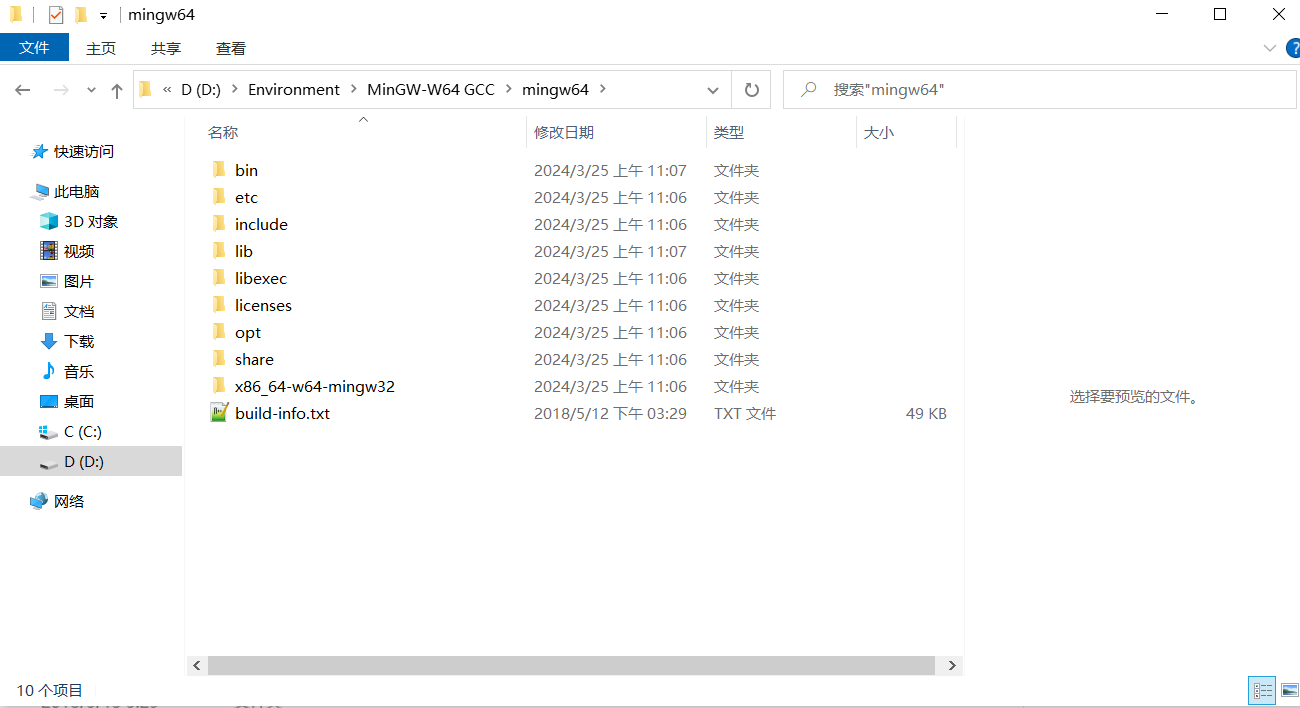 mingw64
文件 主页 共享 查看
« D (D:) > Environment > MinGW-W64 GCC > mingw64 > 搜索"mingw64"
名称 修改日期 类型 大小
快速访问
此电脑
3D 对象
视频
图片
文档
下载
音乐
桌面
C (C:)
D (D:)
网络
bin 2024/3/25 上午 11:07 文件夹
etc 2024/3/25 上午 11:06 文件夹
include 2024/3/25 上午 11:06 文件夹
lib 2024/3/25 上午 11:07 文件夹
libexec 2024/3/25 上午 11:06 文件夹
licenses 2024/3/25 上午 11:06 文件夹
opt 2024/3/25 上午 11:06 文件夹
share 2024/3/25 上午 11:06 文件夹
x86_64-w64-mingw32 2024/3/25 上午 11:06 文件夹
build-info.txt 2018/5/12 下午 03:29 TXT 文件 49 KB
选择要预览的文件。
10 个项目